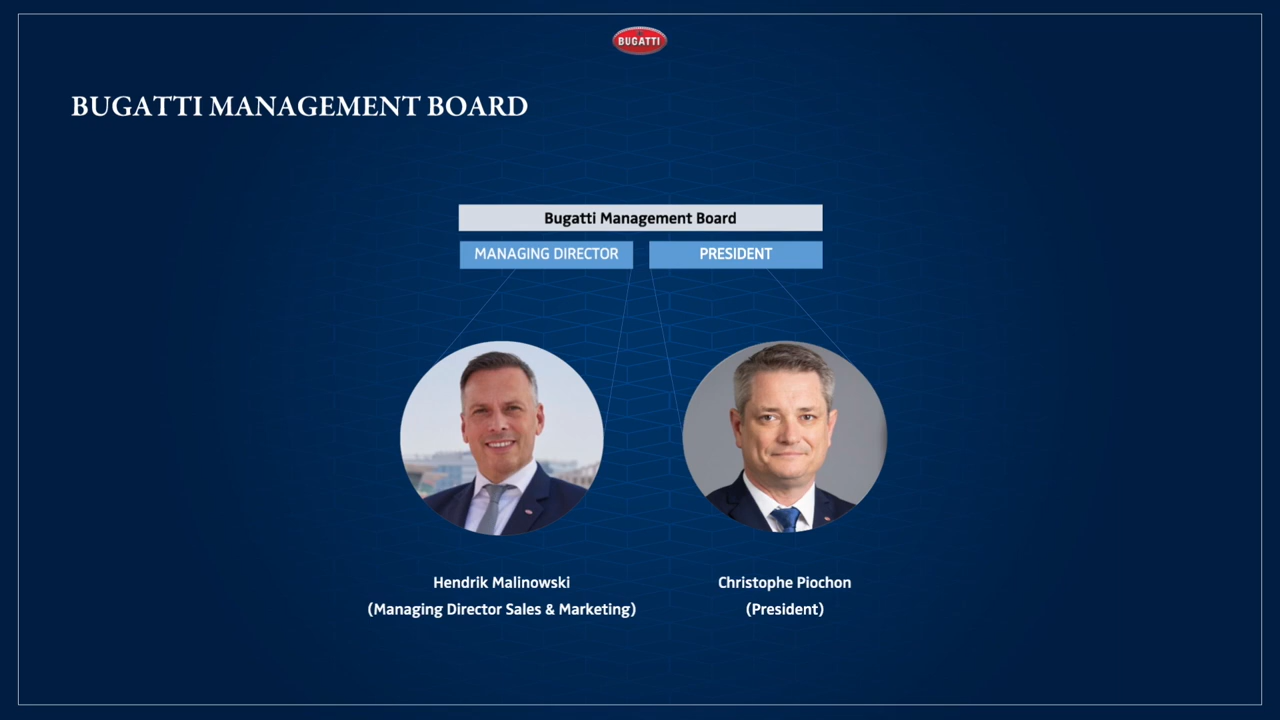 BUGATTI
BUGATTI MANAGEMENT BOARD
Bugatti Management Board
MANAGING DIRECTOR
PRESIDENT
Hendrik Malinowski
(Managing Director Sales & Marketing)
Christophe Piochon
(President)